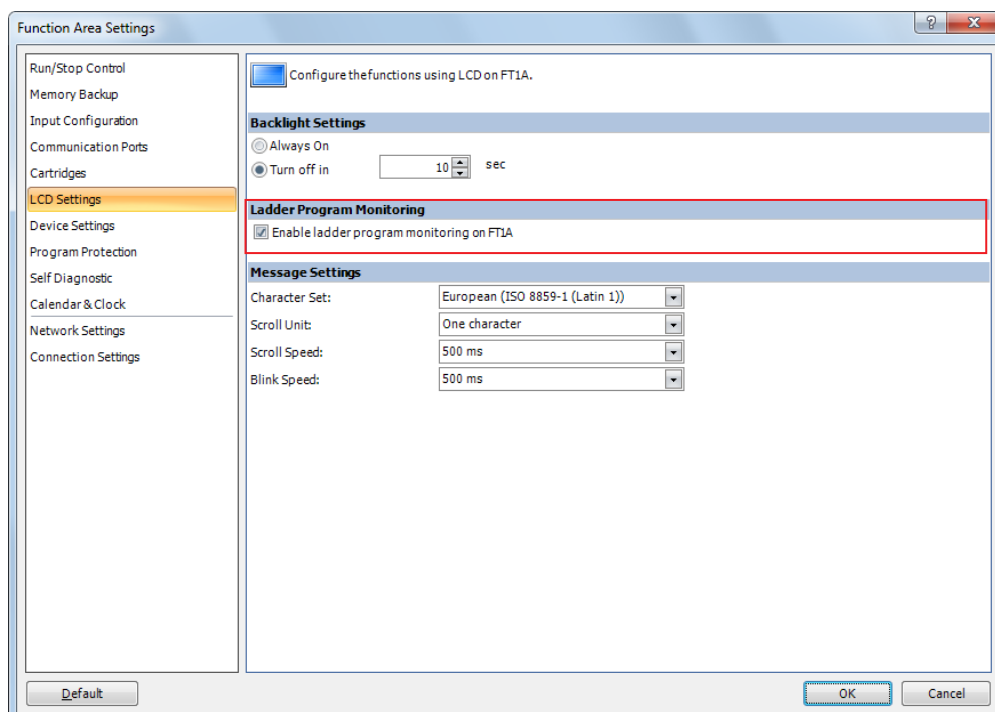 Function Area Settings
?
Run/Stop Control
Memory Backup
Input Configuration
Communication Ports
Cartridges
LCD Settings
Device Settings
Program Protection
Self Diagnostic
Calendar & Clock
Network Settings
Connection Settings
Configure the functions using LCD on FT1A.
Backlight Settings
Always On
Turn off in 10 sec
Ladder Program Monitoring
Enable ladder program monitoring on FT1A
Message Settings
Character Set: European (ISO 8859-1 (Latin 1))
Scroll Unit: One character
Scroll Speed: 500 ms
Blink Speed: 500 ms
Default
OK
Cancel